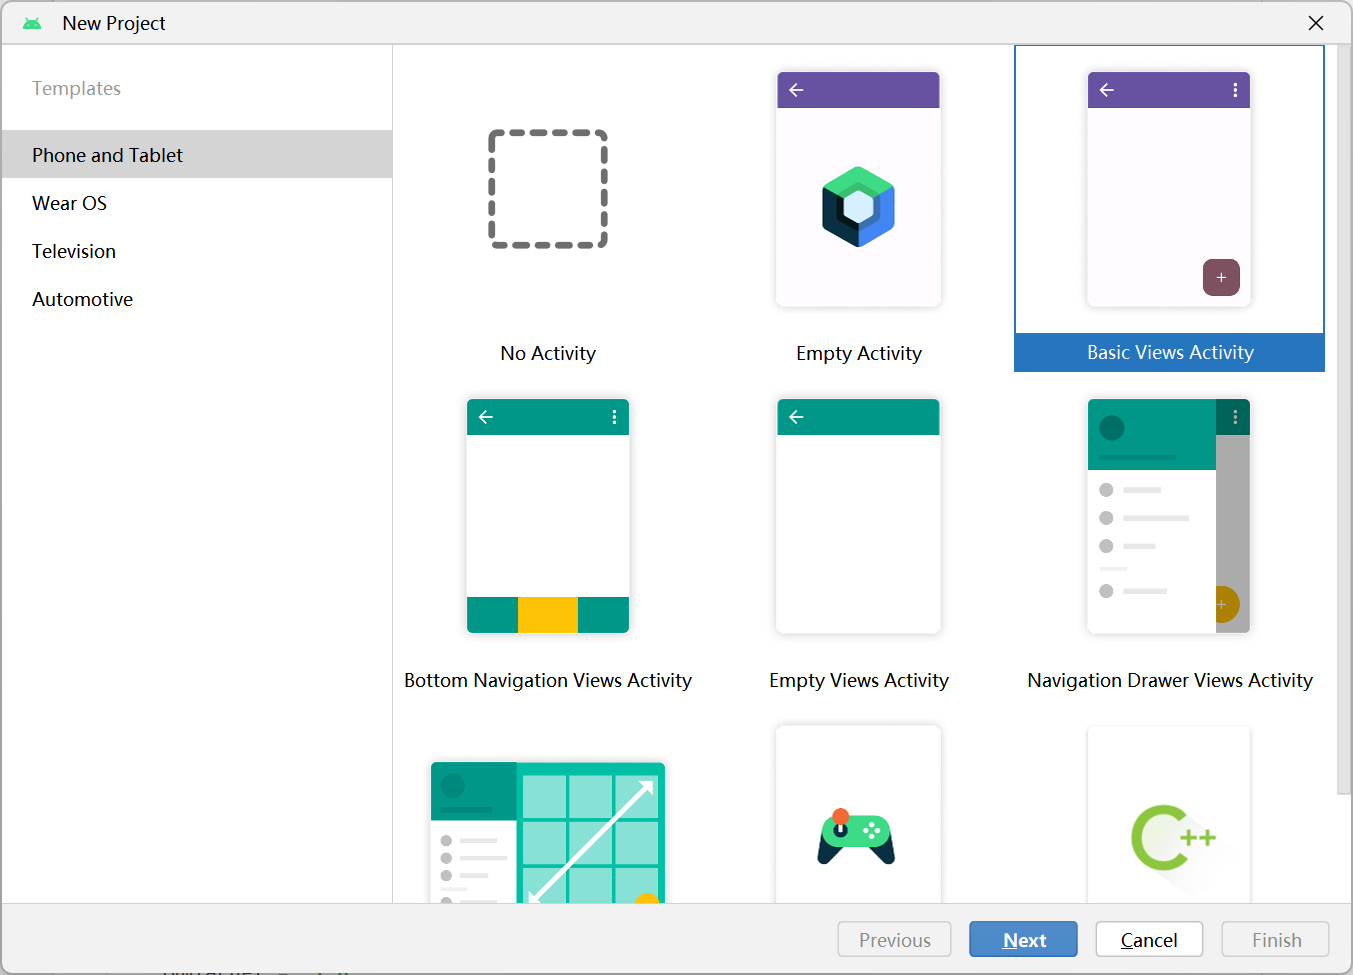 New Project
Templates
Phone and Tablet
Wear OS
Television
Automotive
No Activity
Empty Activity
Basic Views Activity
Bottom Navigation Views Activity
Empty Views Activity
Navigation Drawer Views Activity
C++
Previous
Next
Cancel
Finish